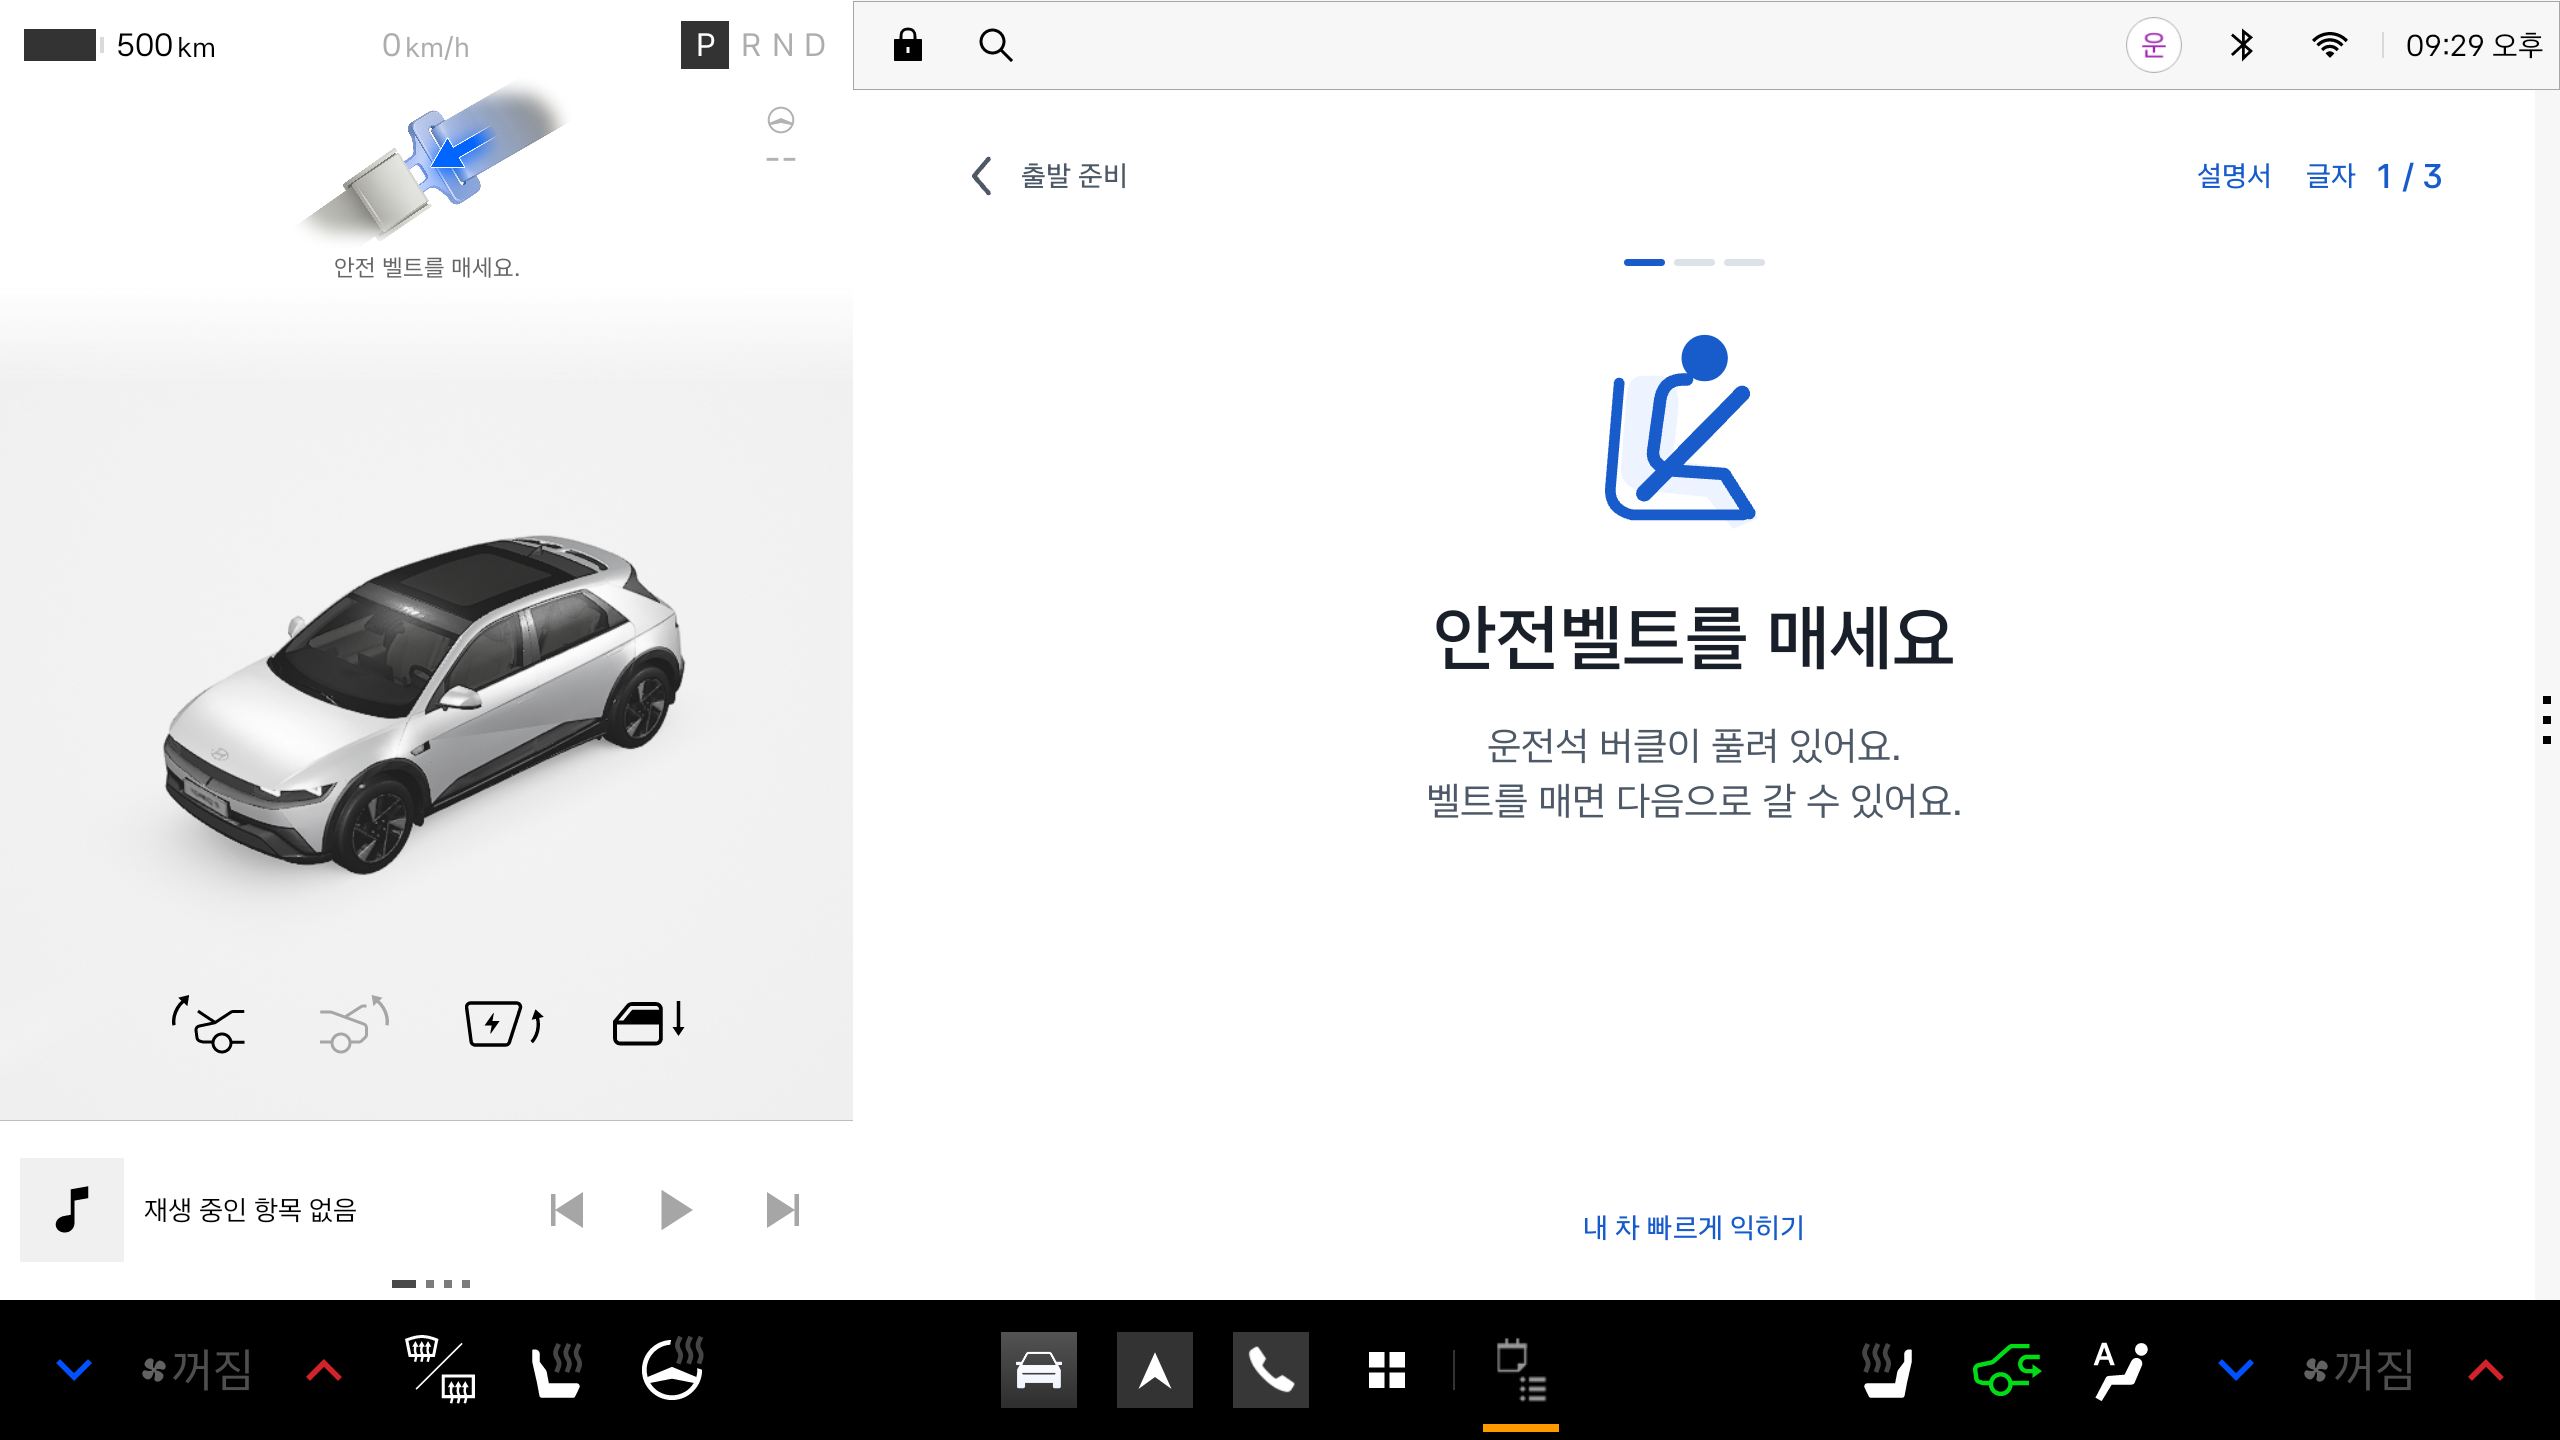 500 km
0 km/h
P R N D
안전 벨트를 매세요.
재생 중인 항목 없음
운
09:29 오후
출발 준비
설명서 글자 1 / 3
안전벨트를 매세요
운전석 버클이 풀려 있어요.
벨트를 매면 다음으로 갈 수 있어요.
내 차 빠르게 익히기
꺼짐
A
꺼짐